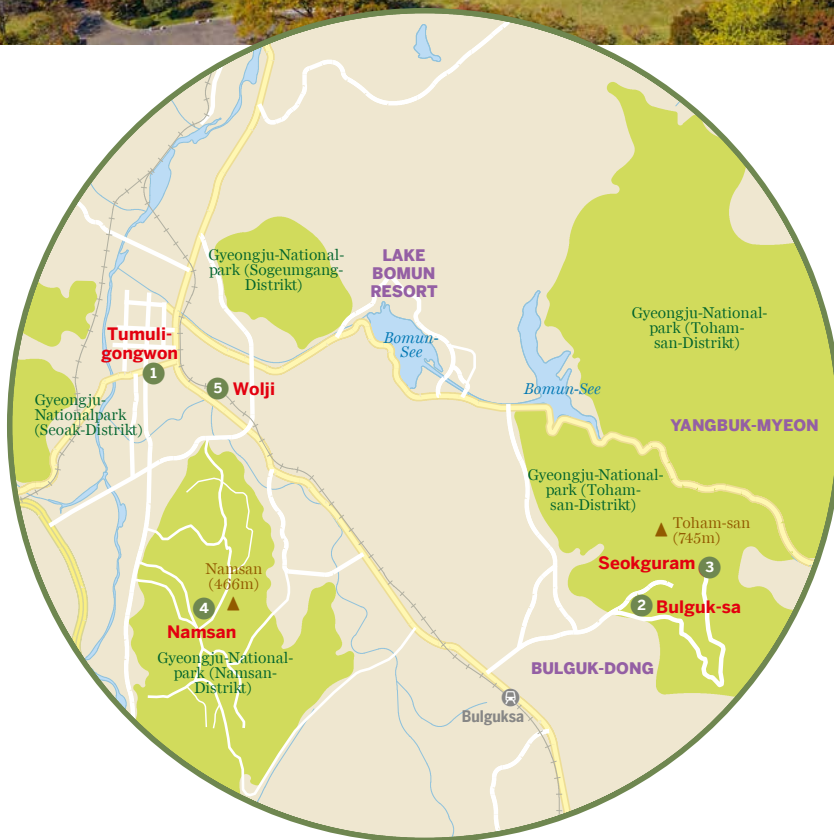 LAKE
BOMUN
RESORT
Gyeongju-National-
park (Sogeumgang-
Distrikt)
Gyeongju-National-
park (Toham-
san-Distrikt)
Tumuli-
gongwon
1
Bomun-
See
5
Wolji
Bomun-See
Gyeongju-
Nationalpark
(Seoak-Distrikt)
YANGBUK-MYEON
Gyeongju-National-
park (Toham-
san-Distrikt)
Toham-san
(745m)
Seokguram
3
Namsan
(466m)
4
Namsan
2
Bulguk-sa
Gyeongju-National-
park (Namsan-
Distrikt)
BULGUK-DONG
Bulguksa